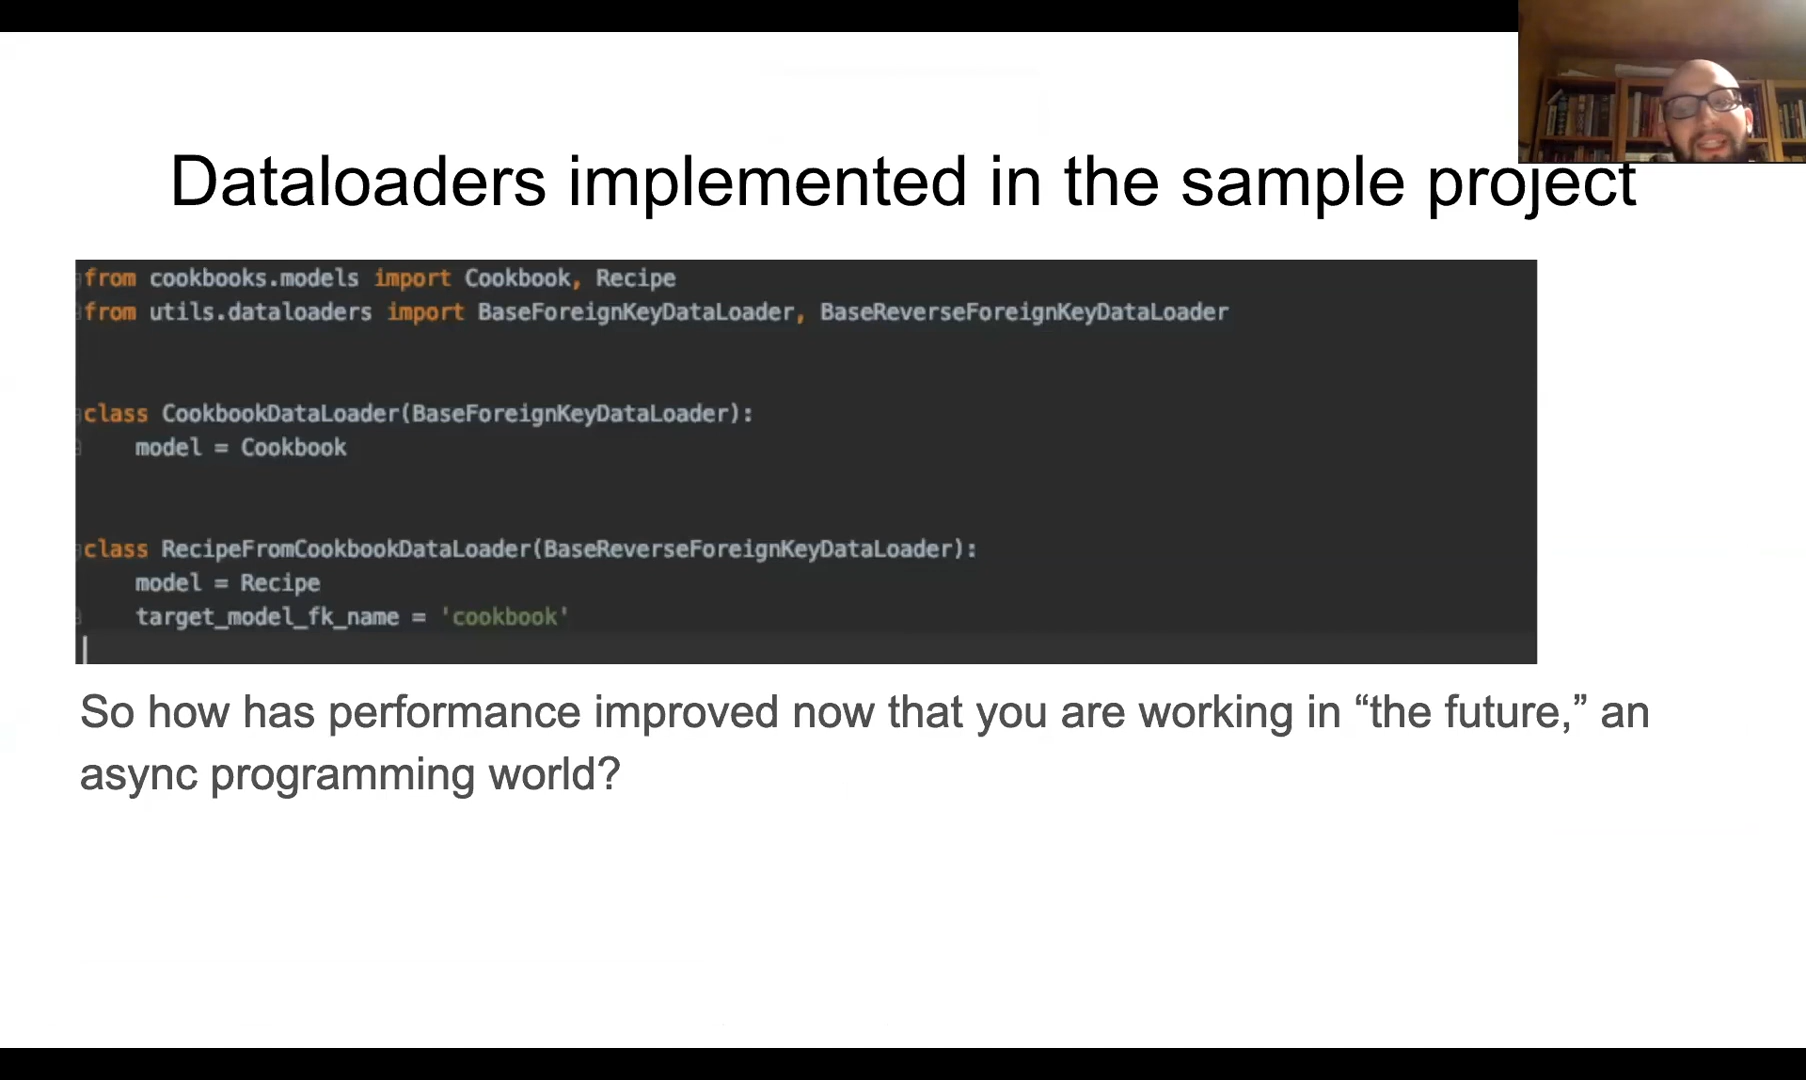 Dataloaders implemented in the sample project
from cookbooks.models import Cookbook, Recipe
from utils.dataloaders import BaseForeignKeyDataLoader, BaseReverseForeignKeyDataLoader
class CookbookDataLoader(BaseForeignKeyDataLoader):
model = Cookbook
class RecipeFromCookbookDataLoader(BaseReverseForeignKeyDataLoader):
model = Recipe
target_model_fk_name = 'cookbook'
So how has performance improved now that you are working in “the future,” an
async programming world?